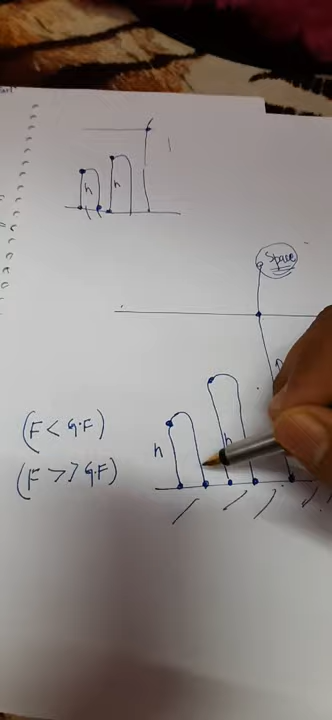 h h
Space
(F < G.F)
h h
(F >> G.F)